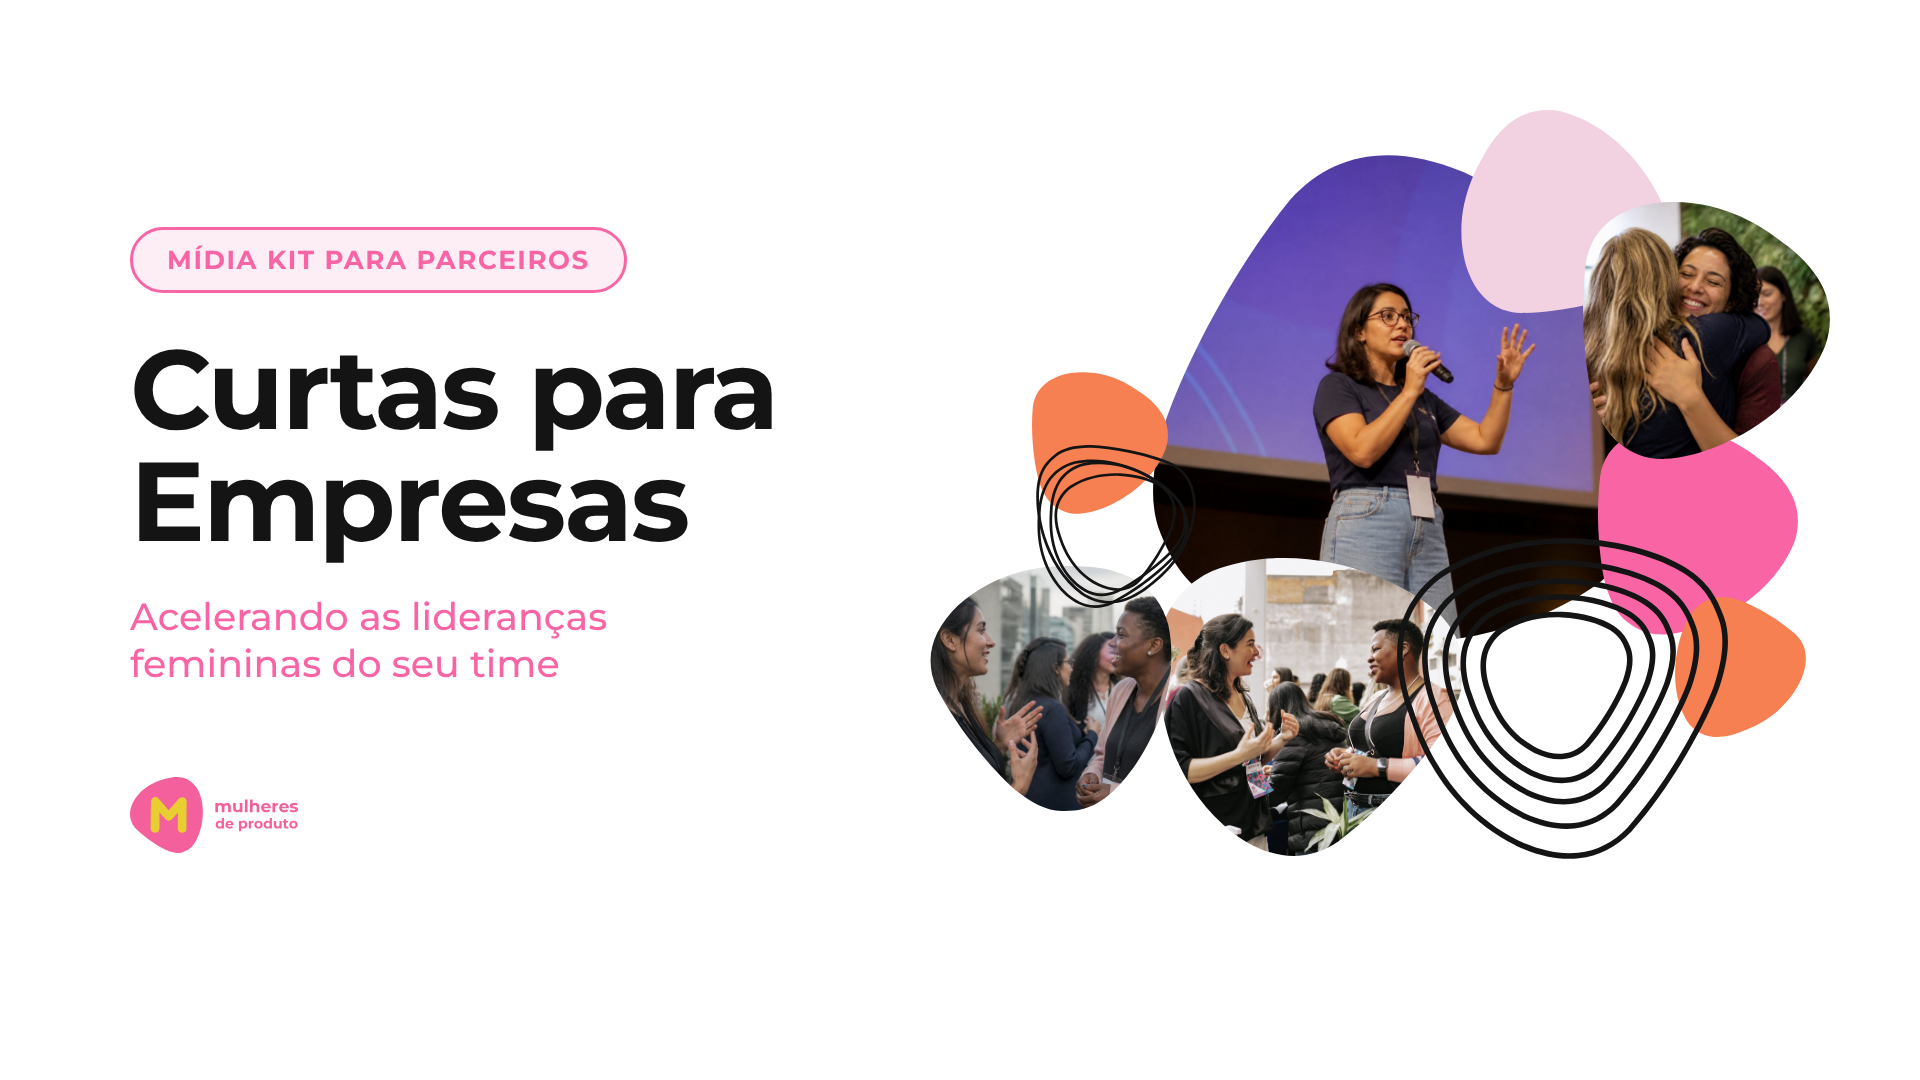 MÍDIA KIT PARA PARCEIROS
Curtas para
Empresas
Acelerando as lideranças
femininas do seu time
M
mulheres
de produto